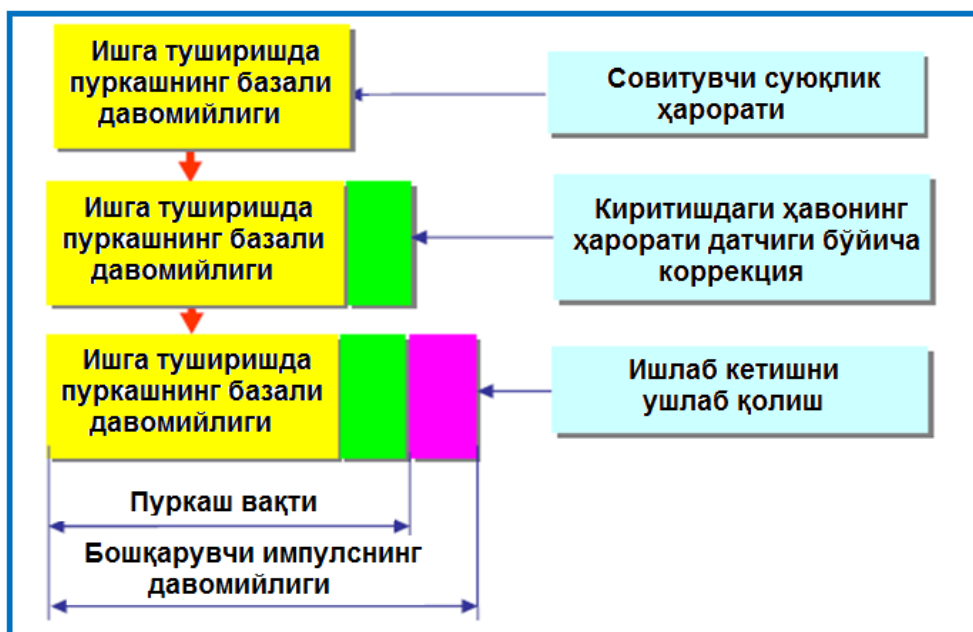 Ишга туширишда
пуркашнинг базали
давомийлиги
Совитувчи суюқлик
ҳарорати
Ишга туширишда
пуркашнинг базали
давомийлиги
Киритишдаги ҳавонинг
ҳарорати датчиги бўйича
коррекция
Ишга туширишда
пуркашнинг базали
давомийлиги
Ишлаб кетишни
ушлаб қолиш
Пуркаш вақти
Бошқарувчи импулснинг
давомийлиги